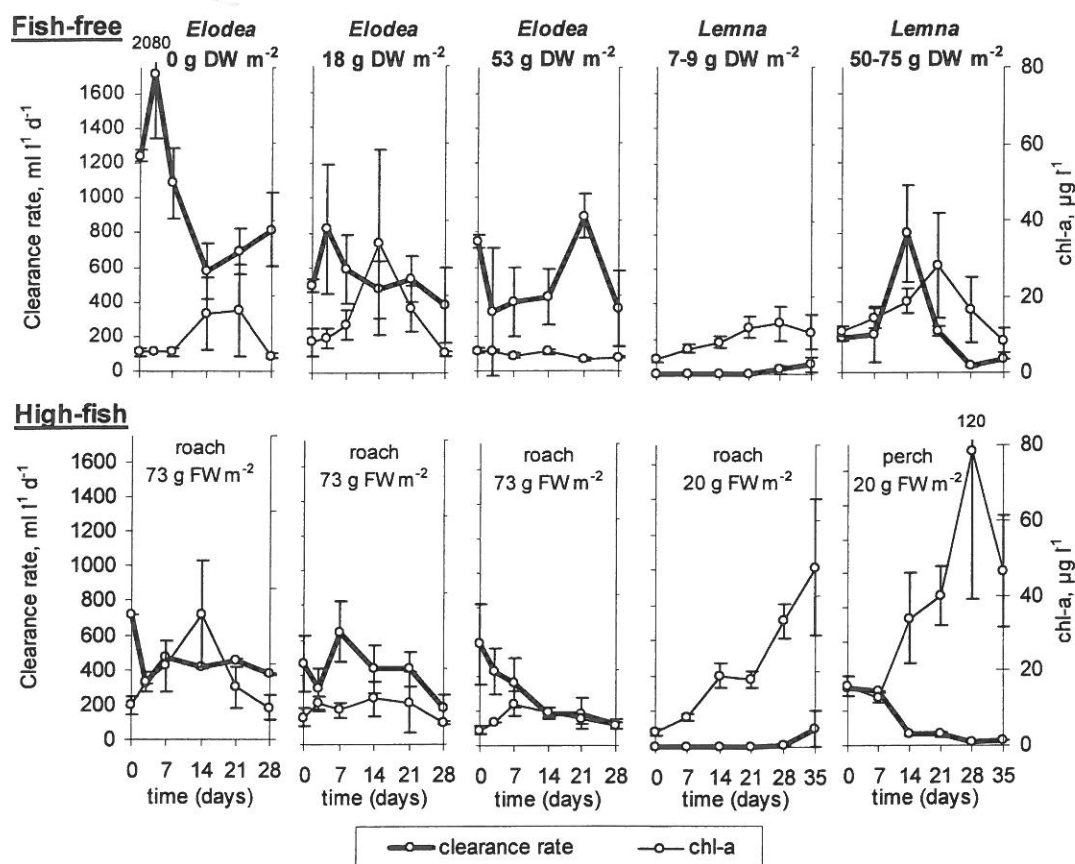 Fish-free
Elodea
0 g DW m-2
Elodea
18 g DW m-2
Elodea
53 g DW m-2
Lemna
7-9 g DW m-2
Lemna
50-75 g DW m-2
2080
1600
1400
1200
1000
800
600
400
200
0
Clearance rate, ml l1 d-1
80
60
40
20
0
chl-a, µg l1
High-fish
roach
73 g FW m-2
roach
73 g FW m-2
roach
73 g FW m-2
roach
20 g FW m-2
perch
20 g FW m-2
120
1600
1400
1200
1000
800
600
400
200
0
Clearance rate, ml l1 d-1
80
60
40
20
0
chl-a, µg l1
0 7 14 21 28
time (days)
0 7 14 21 28
time (days)
0 7 14 21 28
time (days)
0 7 14 21 28 35
time (days)
0 7 14 21 28 35
time (days)
clearance rate
chl-a